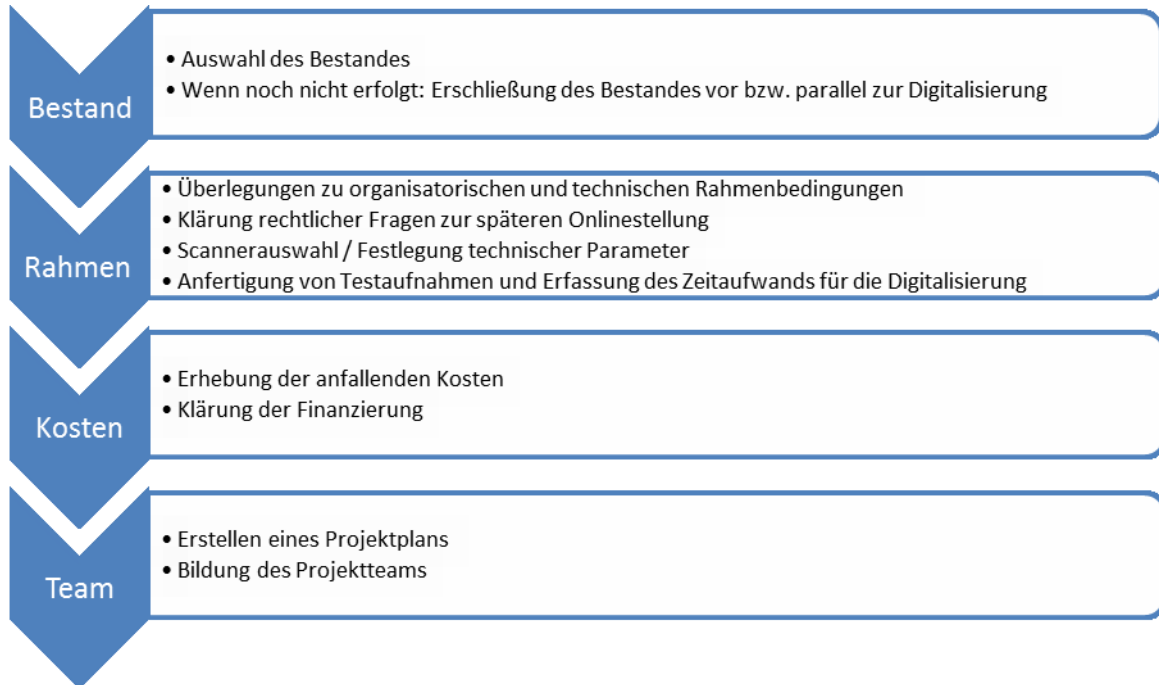 Bestand
• Auswahl des Bestandes
• Wenn noch nicht erfolgt: Erschließung des Bestandes vor bzw. parallel zur Digitalisierung
Rahmen
• Überlegungen zu organisatorischen und technischen Rahmenbedingungen
• Klärung rechtlicher Fragen zur späteren Onlinestellung
• Scannerauswahl / Festlegung technischer Parameter
• Anfertigung von Testaufnahmen und Erfassung des Zeitaufwands für die Digitalisierung
Kosten
• Erhebung der anfallenden Kosten
• Klärung der Finanzierung
Team
• Erstellen eines Projektplans
• Bildung des Projektteams